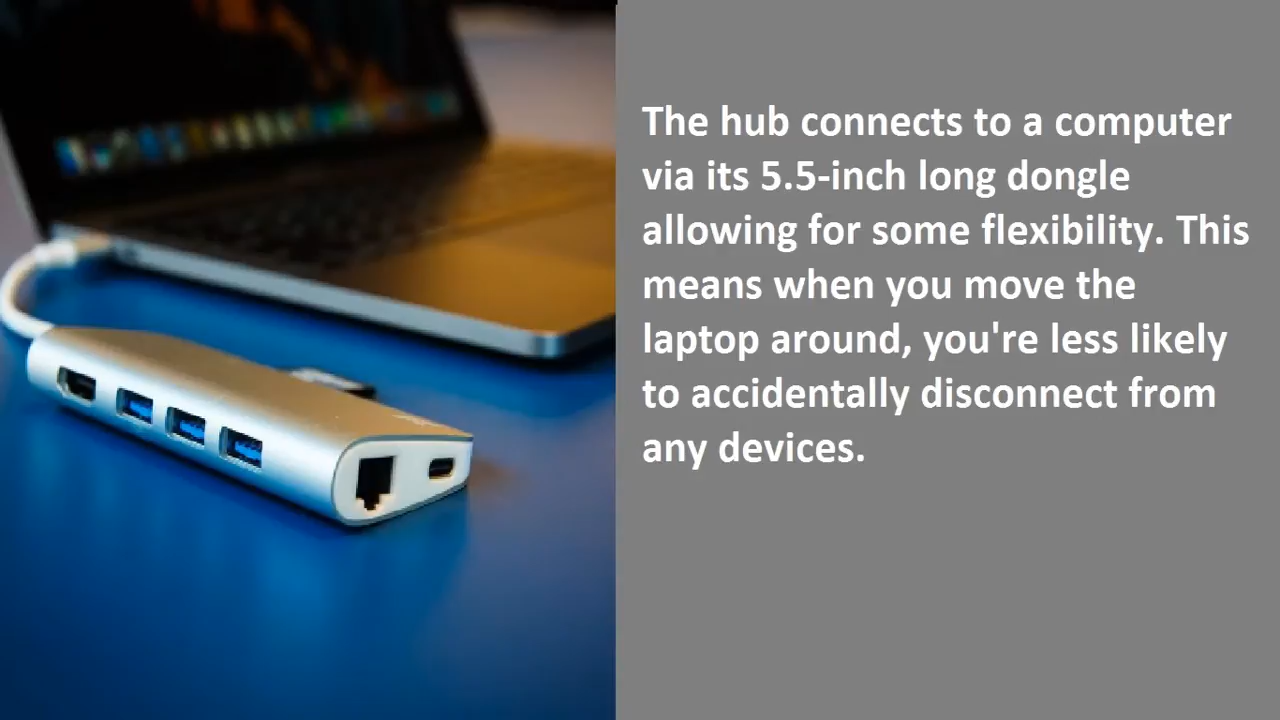 The hub connects to a computer
via its 5.5-inch long dongle
allowing for some flexibility. This
means when you move the
laptop around, you're less likely
to accidentally disconnect from
any devices.